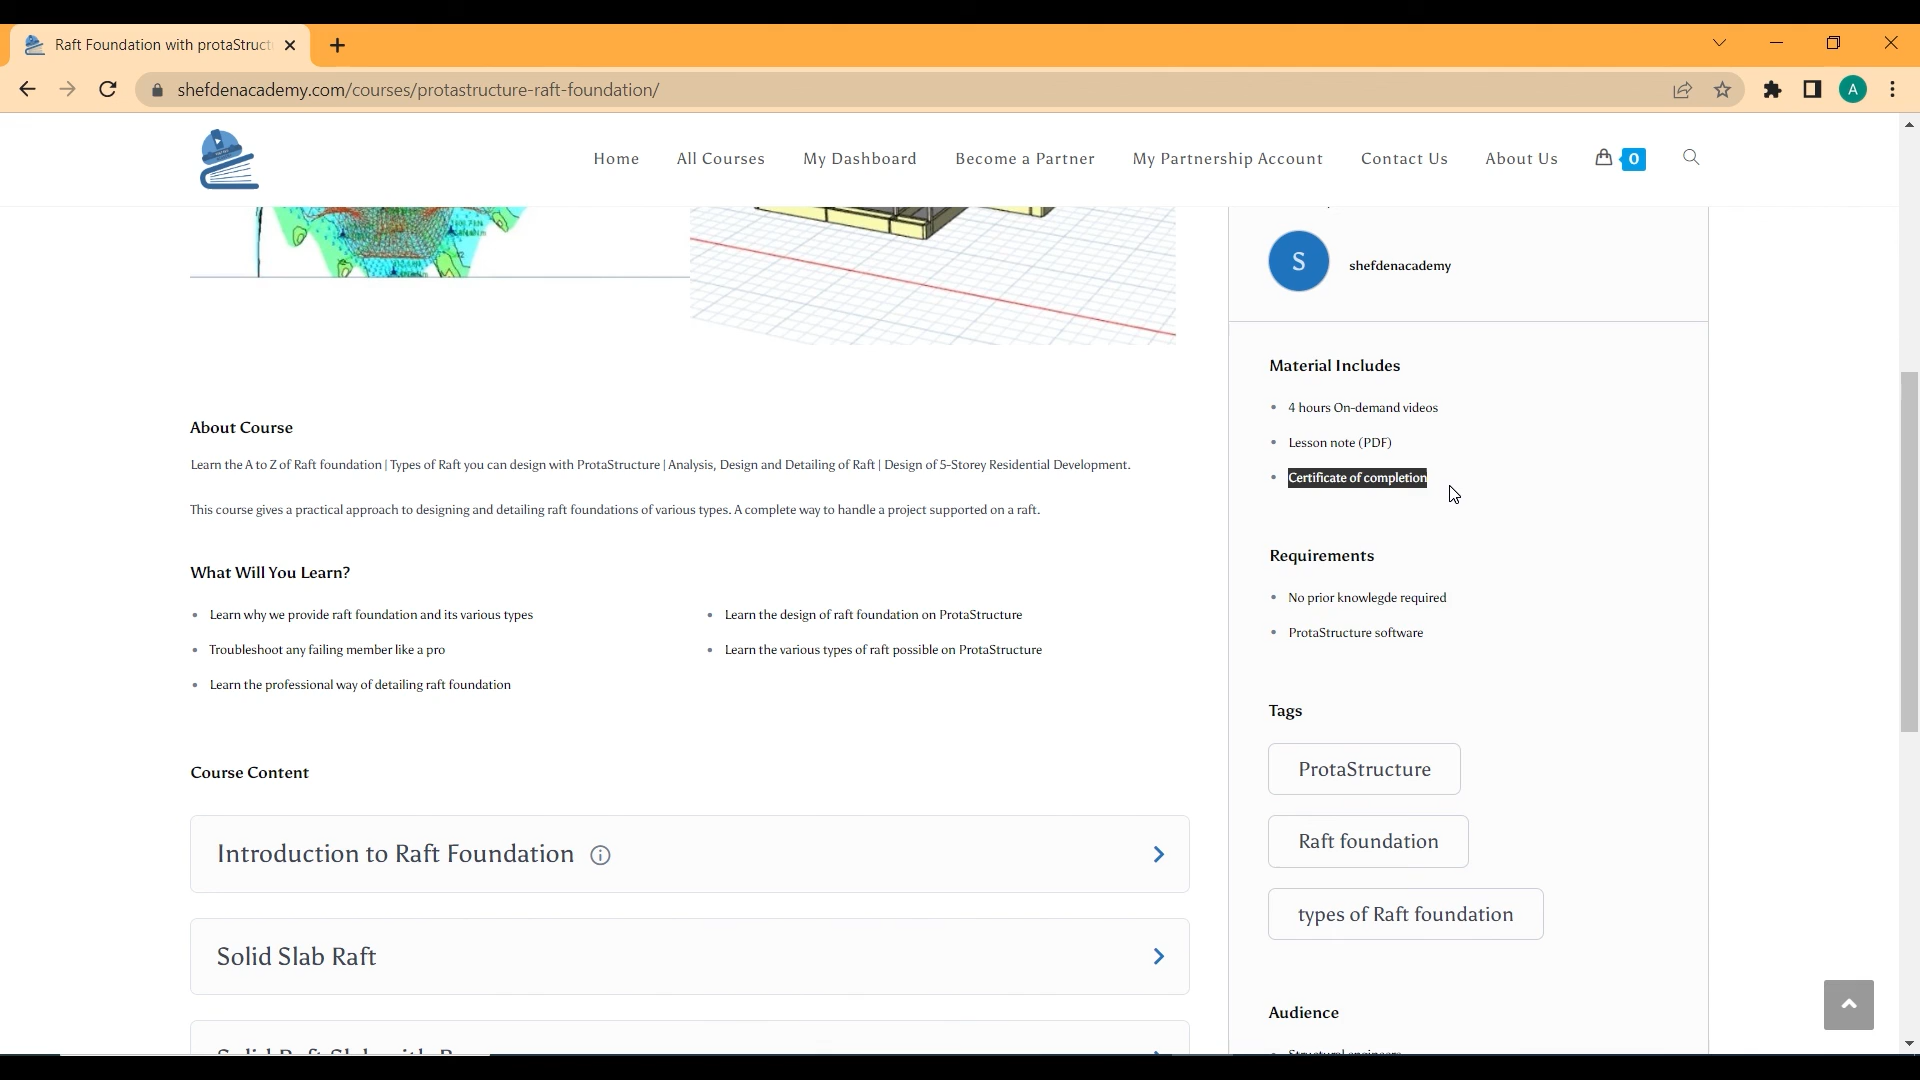 Raft Foundation with protaStruct
shefdenacademy.com/courses/protastructure-raft-foundation/
A
Home
All Courses
My Dashboard
Become a Partner
My Partnership Account
Contact Us
About Us
0
S
shefdenacademy
Material Includes
4 hours On-demand videos
Lesson note (PDF)
Certificate of completion
Requirements
No prior knowlegde required
ProtaStructure software
Tags
ProtaStructure
Raft foundation
types of Raft foundation
Audience
Structural engineers
About Course
Learn the A to Z of Raft foundation | Types of Raft you can design with ProtaStructure | Analysis, Design and Detailing of Raft | Design of 5-Storey Residential Development.
This course gives a practical approach to designing and detailing raft foundations of various types. A complete way to handle a project supported on a raft.
What Will You Learn?
Learn why we provide raft foundation and its various types
Learn the design of raft foundation on ProtaStructure
Troubleshoot any failing member like a pro
Learn the various types of raft possible on ProtaStructure
Learn the professional way of detailing raft foundation
Course Content
Introduction to Raft Foundation
Solid Slab Raft
Solid Raft Slab with